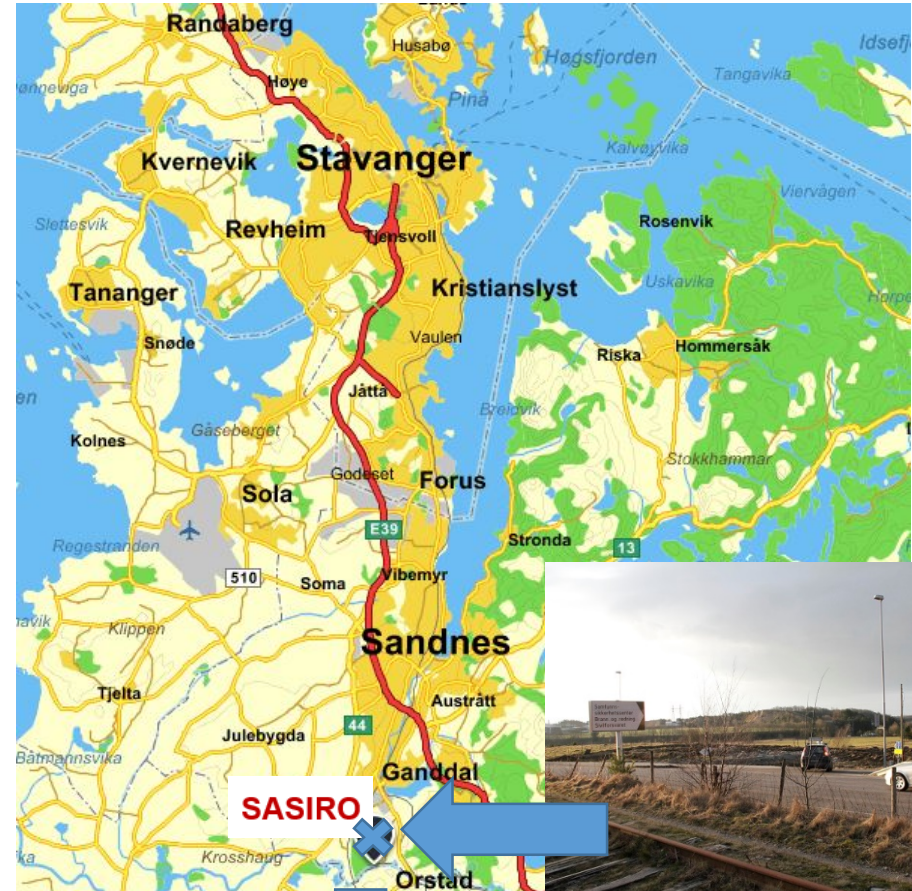 Randaberg
Husabø
Høgsfjorden
Tangavika
Høye
Pinå
Kalvøyvika
Kvernevik
Stavanger
Viervågen
Slettesvik
Revheim
Rosenvik
Tjensvoll
Uskavika
Tananger
Kristianslyst
Snøde
Vaulen
Riska
Hommersåk
Jåttå
Breidvik
Kolnes
Gåseberget
Stokkhammar
Godeset
Forus
Sola
E39
Stronda
Regestranden
13
510
Soma
Vibemyr
Klippen
Sandnes
Tjelta
Austrått
44
Julebygda
Båtmannsvika
Ganddal
SASIRO
Krosshaug
Orstad